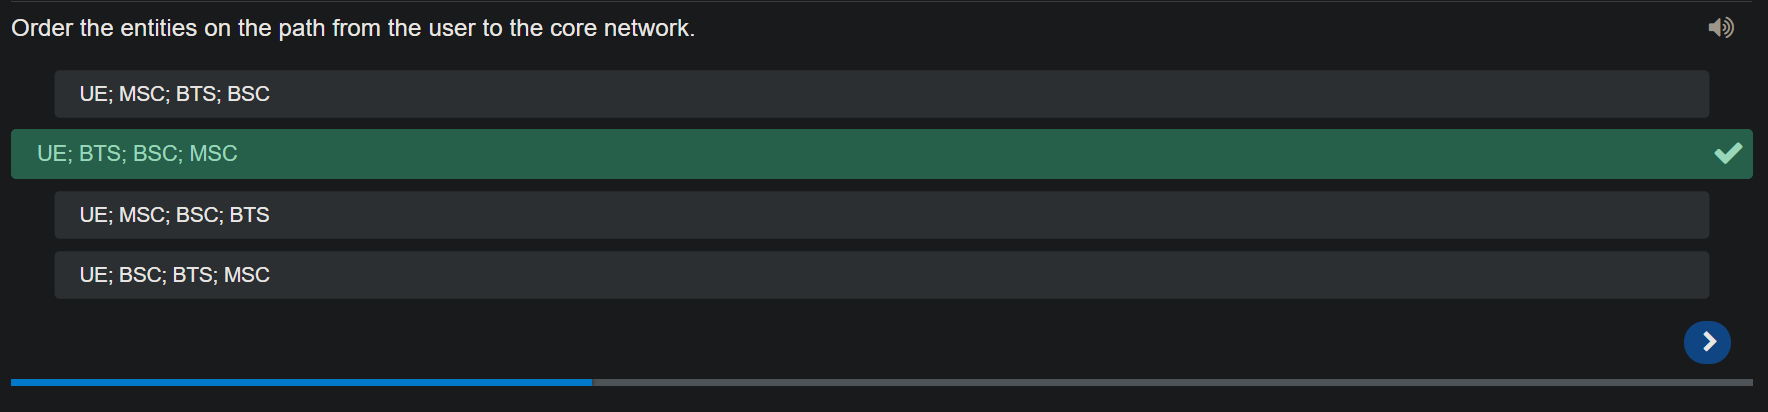 Order the entities on the path from the user to the core network.
UE; MSC; BTS; BSC
UE; BTS; BSC; MSC
UE; MSC; BSC; BTS
UE; BSC; BTS; MSC